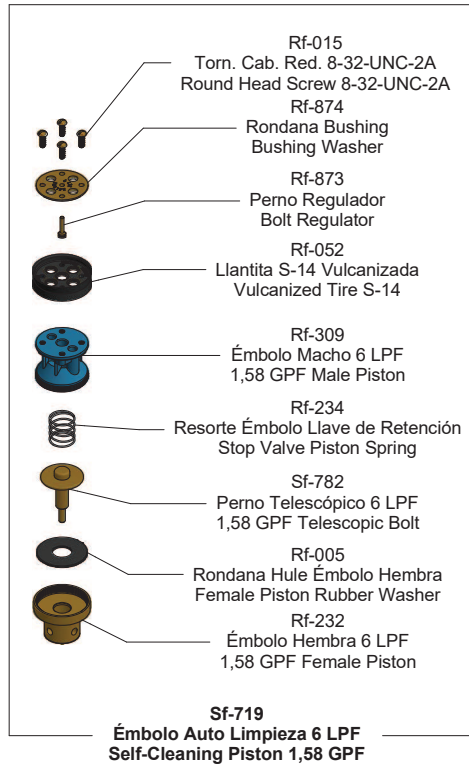 Rf-015
Torn. Cab. Red. 8-32-UNC-2A
Round Head Screw 8-32-UNC-2A
Rf-874
Rondana Bushing
Bushing Washer
Rf-873
Perno Regulador
Bolt Regulator
Rf-052
Llantita S-14 Vulcanizada
Vulcanized Tire S-14
Rf-309
Émbolo Macho 6 LPF
1,58 GPF Male Piston
Rf-234
Resorte Émbolo Llave de Retención
Stop Valve Piston Spring
Sf-782
Perno Telescópico 6 LPF
1,58 GPF Telescopic Bolt
Rf-005
Rondana Hule Émbolo Hembra
Female Piston Rubber Washer
Rf-232
Émbolo Hembra 6 LPF
1,58 GPF Female Piston
Sf-719
Émbolo Auto Limpieza 6 LPF
Self-Cleaning Piston 1,58 GPF